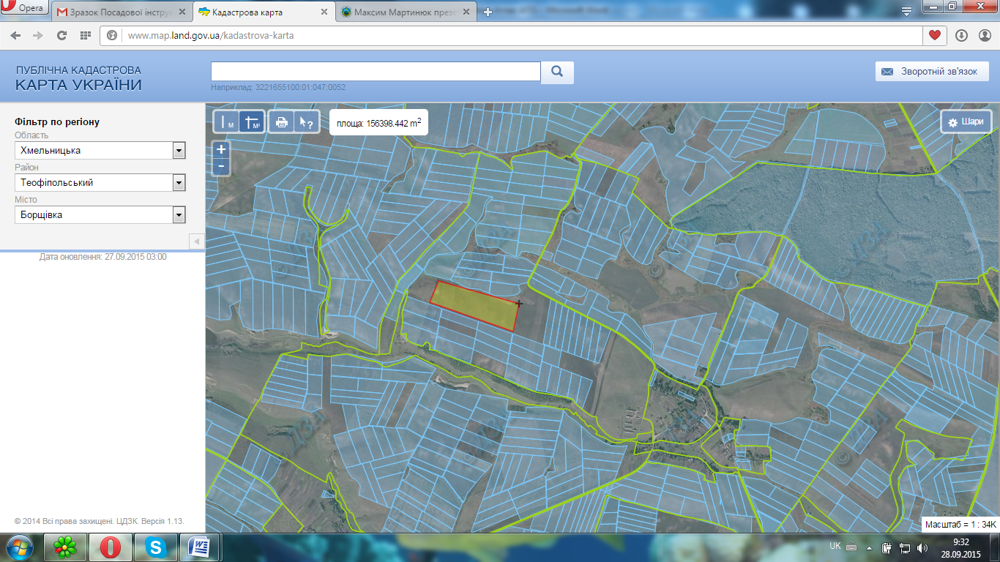 Opera
Зразок Посадової інструк
Кадастрова карта
Максим Мартинюк презе
www.map.land.gov.ua/kadastrova-karta
ПУБЛІЧНА КАДАСТРОВА
КАРТА УКРАЇНИ
Наприклад: 3221655100:01:047:0052
Зворотній зв'язок
Фільтр по регіону
Область
Хмельницька
Район
Теофіпольський
Місто
Борщівка
Дата оновлення: 27.09.2015 03:00
М
М²
?
площа: 156398.442 m²
Шари
+
-
ЦДЗК
© 2014 Всі права захищені. ЦДЗК. Версія 1.13.
Масштаб = 1 : 34K
UK
9:32
28.09.2015